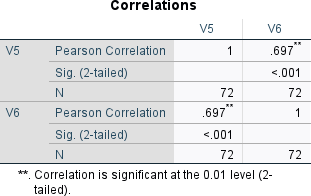 Correlations
V5 V6
V5 Pearson Correlation 1 .697**
Sig. (2-tailed) <.001
N 72 72
V6 Pearson Correlation .697** 1
Sig. (2-tailed) <.001
N 72 72
**. Correlation is significant at the 0.01 level (2-
tailed).